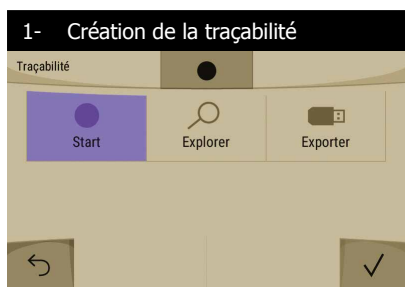 1- Création de la traçabilité
Traçabilité
Start
Explorer
Exporter